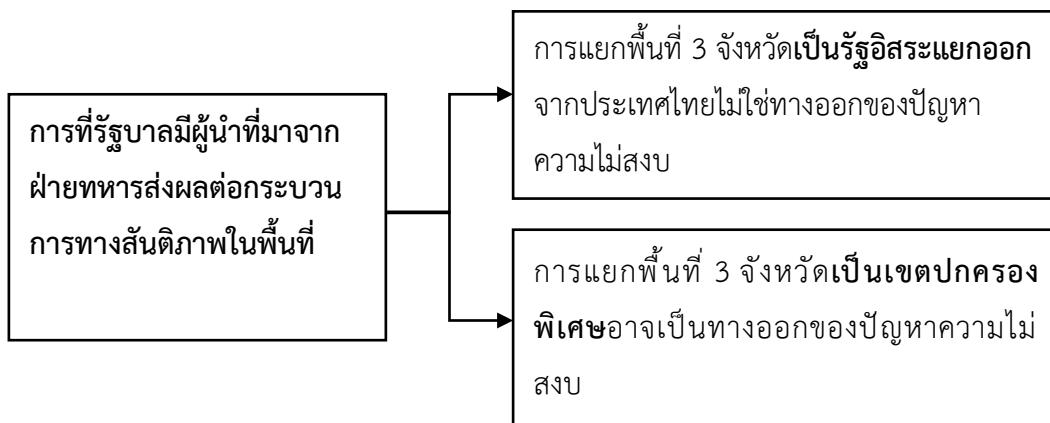 การที่รัฐบาลมีผู้นำที่มาจาก
ฝ่ายทหารส่งผลต่อกระบวน
การทางสันติภาพในพื้นที่
การแยกพื้นที่ 3 จังหวัดเป็นรัฐอิสระแยกออก
จากประเทศไทยไม่ใช่ทางออกของปัญหา
ความไม่สงบ
การแยกพื้นที่ 3 จังหวัดเป็นเขตปกครอง
พิเศษอาจเป็นทางออกของปัญหาความไม่
สงบ